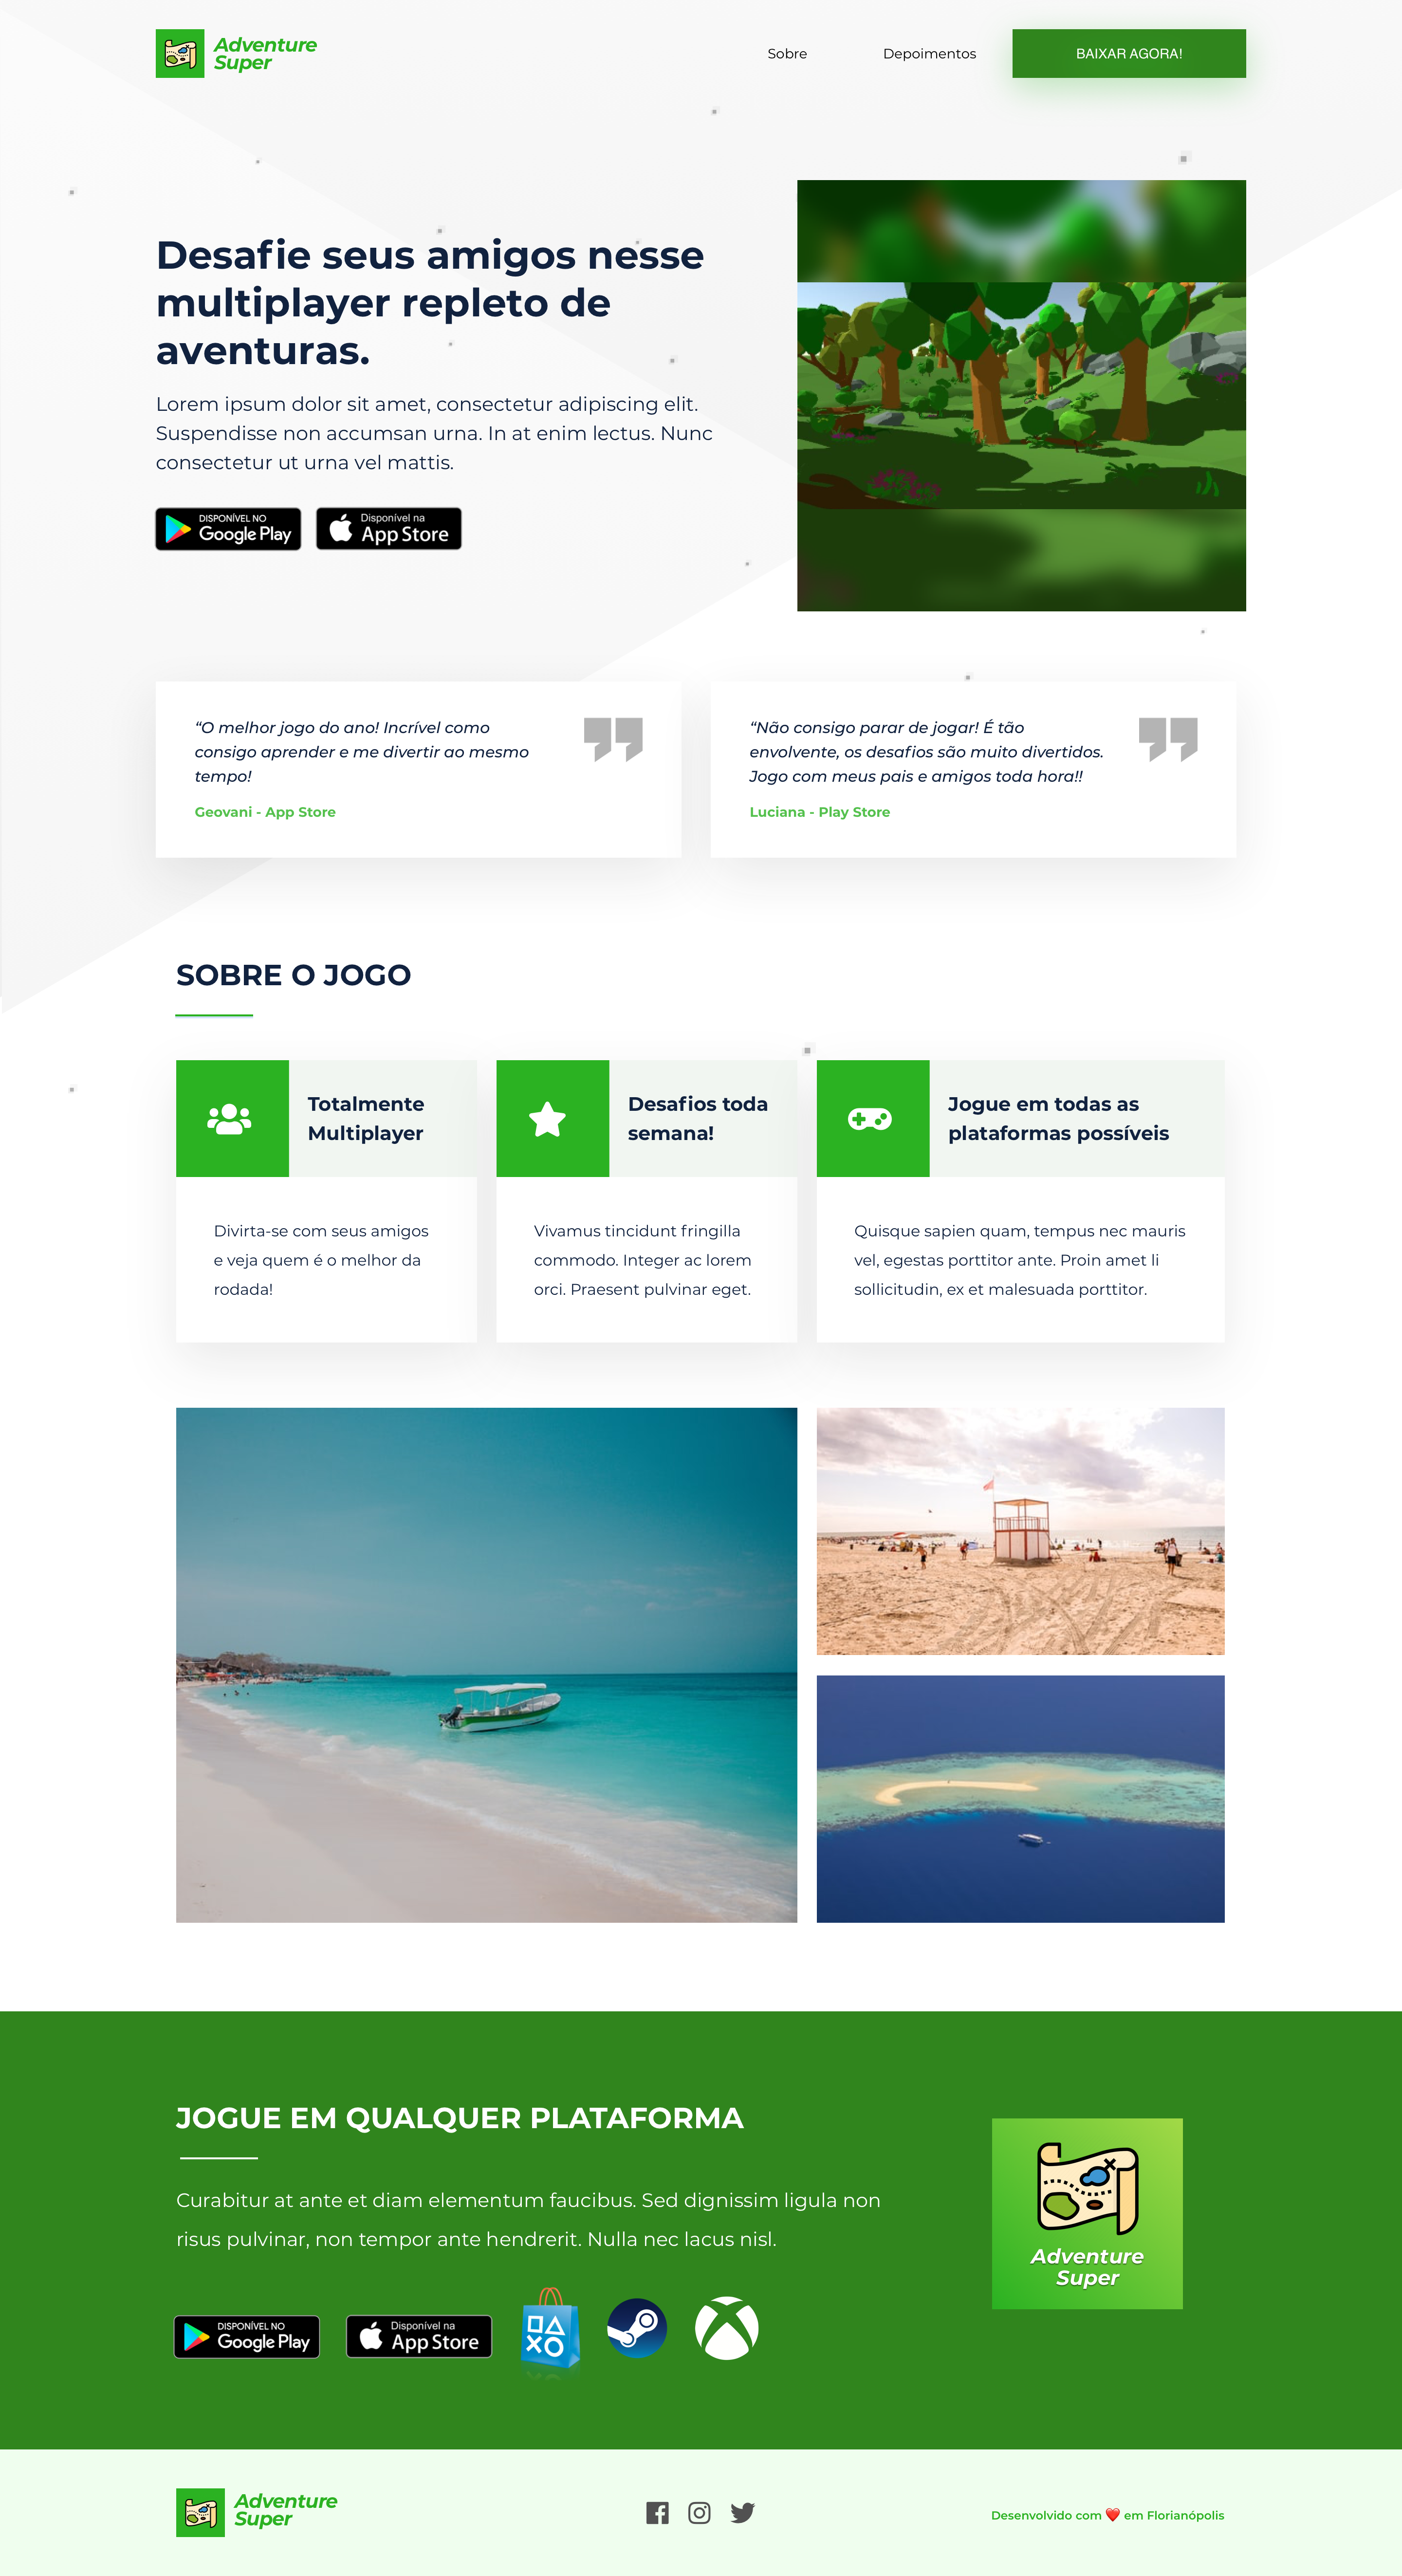 Adventure
Super
Sobre
Depoimentos
BAIXAR AGORA!
Desafie seus amigos nesse
multiplayer repleto de
aventuras.
Lorem ipsum dolor sit amet, consectetur adipiscing elit.
Suspendisse non accumsan urna. In at enim lectus. Nunc
consectetur ut urna vel mattis.
DISPONÍVEL NO
Google Play
Disponível na
App Store
“O melhor jogo do ano! Incrível como
consigo aprender e me divertir ao mesmo
tempo!
Geovani - App Store
“Não consigo parar de jogar! É tão
envolvente, os desafios são muito divertidos.
Jogo com meus pais e amigos toda hora!!
Luciana - Play Store
SOBRE O JOGO
Totalmente
Multiplayer
Divirta-se com seus amigos
e veja quem é o melhor da
rodada!
Desafios toda
semana!
Vivamus tincidunt fringilla
commodo. Integer ac lorem
orci. Praesent pulvinar eget.
Jogue em todas as
plataformas possíveis
Quisque sapien quam, tempus nec mauris
vel, egestas porttitor ante. Proin amet li
sollicitudin, ex et malesuada porttitor.
JOGUE EM QUALQUER PLATAFORMA
Curabitur at ante et diam elementum faucibus. Sed dignissim ligula non
risus pulvinar, non tempor ante hendrerit. Nulla nec lacus nisl.
DISPONÍVEL NO
Google Play
Disponível na
App Store
Adventure
Super
Adventure
Super
Desenvolvido com ❤️ em Florianópolis